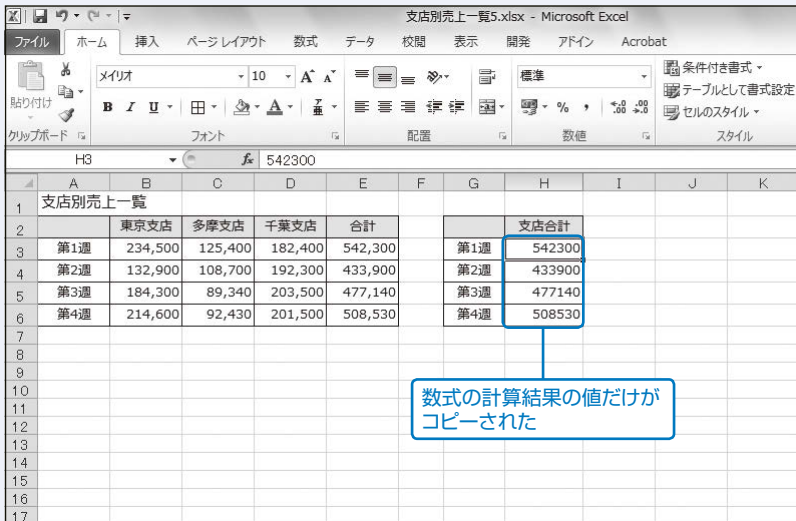 支店別売上一覧5.xlsx - Microsoft Excel
ファイル ホーム 挿入 ページ レイアウト 数式 データ 校閲 表示 開発 アドイン Acrobat
貼り付け
クリップボード
メイリオ 10 A A
B I U A 亜
フォント
配置
標準
% , .0 .00
数値
条件付き書式
テーブルとして書式設定
セルのスタイル
スタイル
H3 fx 542300
A B C D E F G H I J K
1 支店別売上一覧
2 東京支店 多摩支店 千葉支店 合計 支店合計
3 第1週 234,500 125,400 182,400 542,300 第1週 542300
4 第2週 132,900 108,700 192,300 433,900 第2週 433900
5 第3週 184,300 89,340 203,500 477,140 第3週 477140
6 第4週 214,600 92,430 201,500 508,530 第4週 508530
7
8
9
10
11
12
13
14
15
16
17
数式の計算結果の値だけが
コピーされた